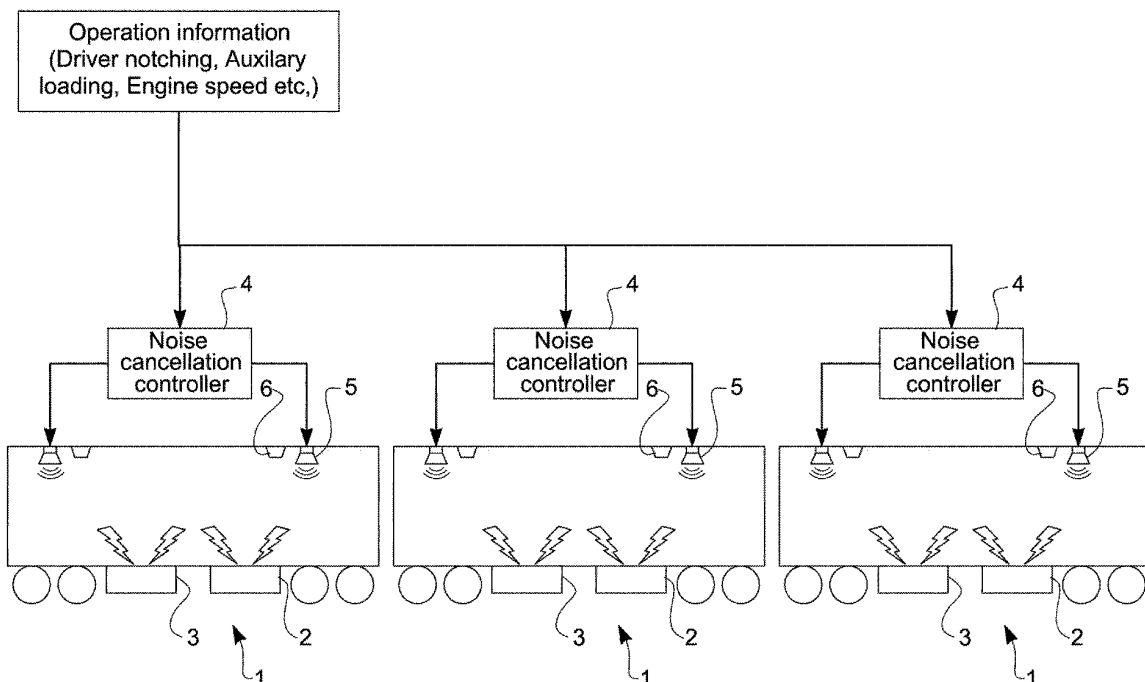 Operation information
(Driver notching, Auxilary
loading, Engine speed etc,)
4
4
4
Noise
cancellation
controller
Noise
cancellation
controller
Noise
cancellation
controller
6
5
6
5
6
5
3
2
3
2
3
2
1
1
1